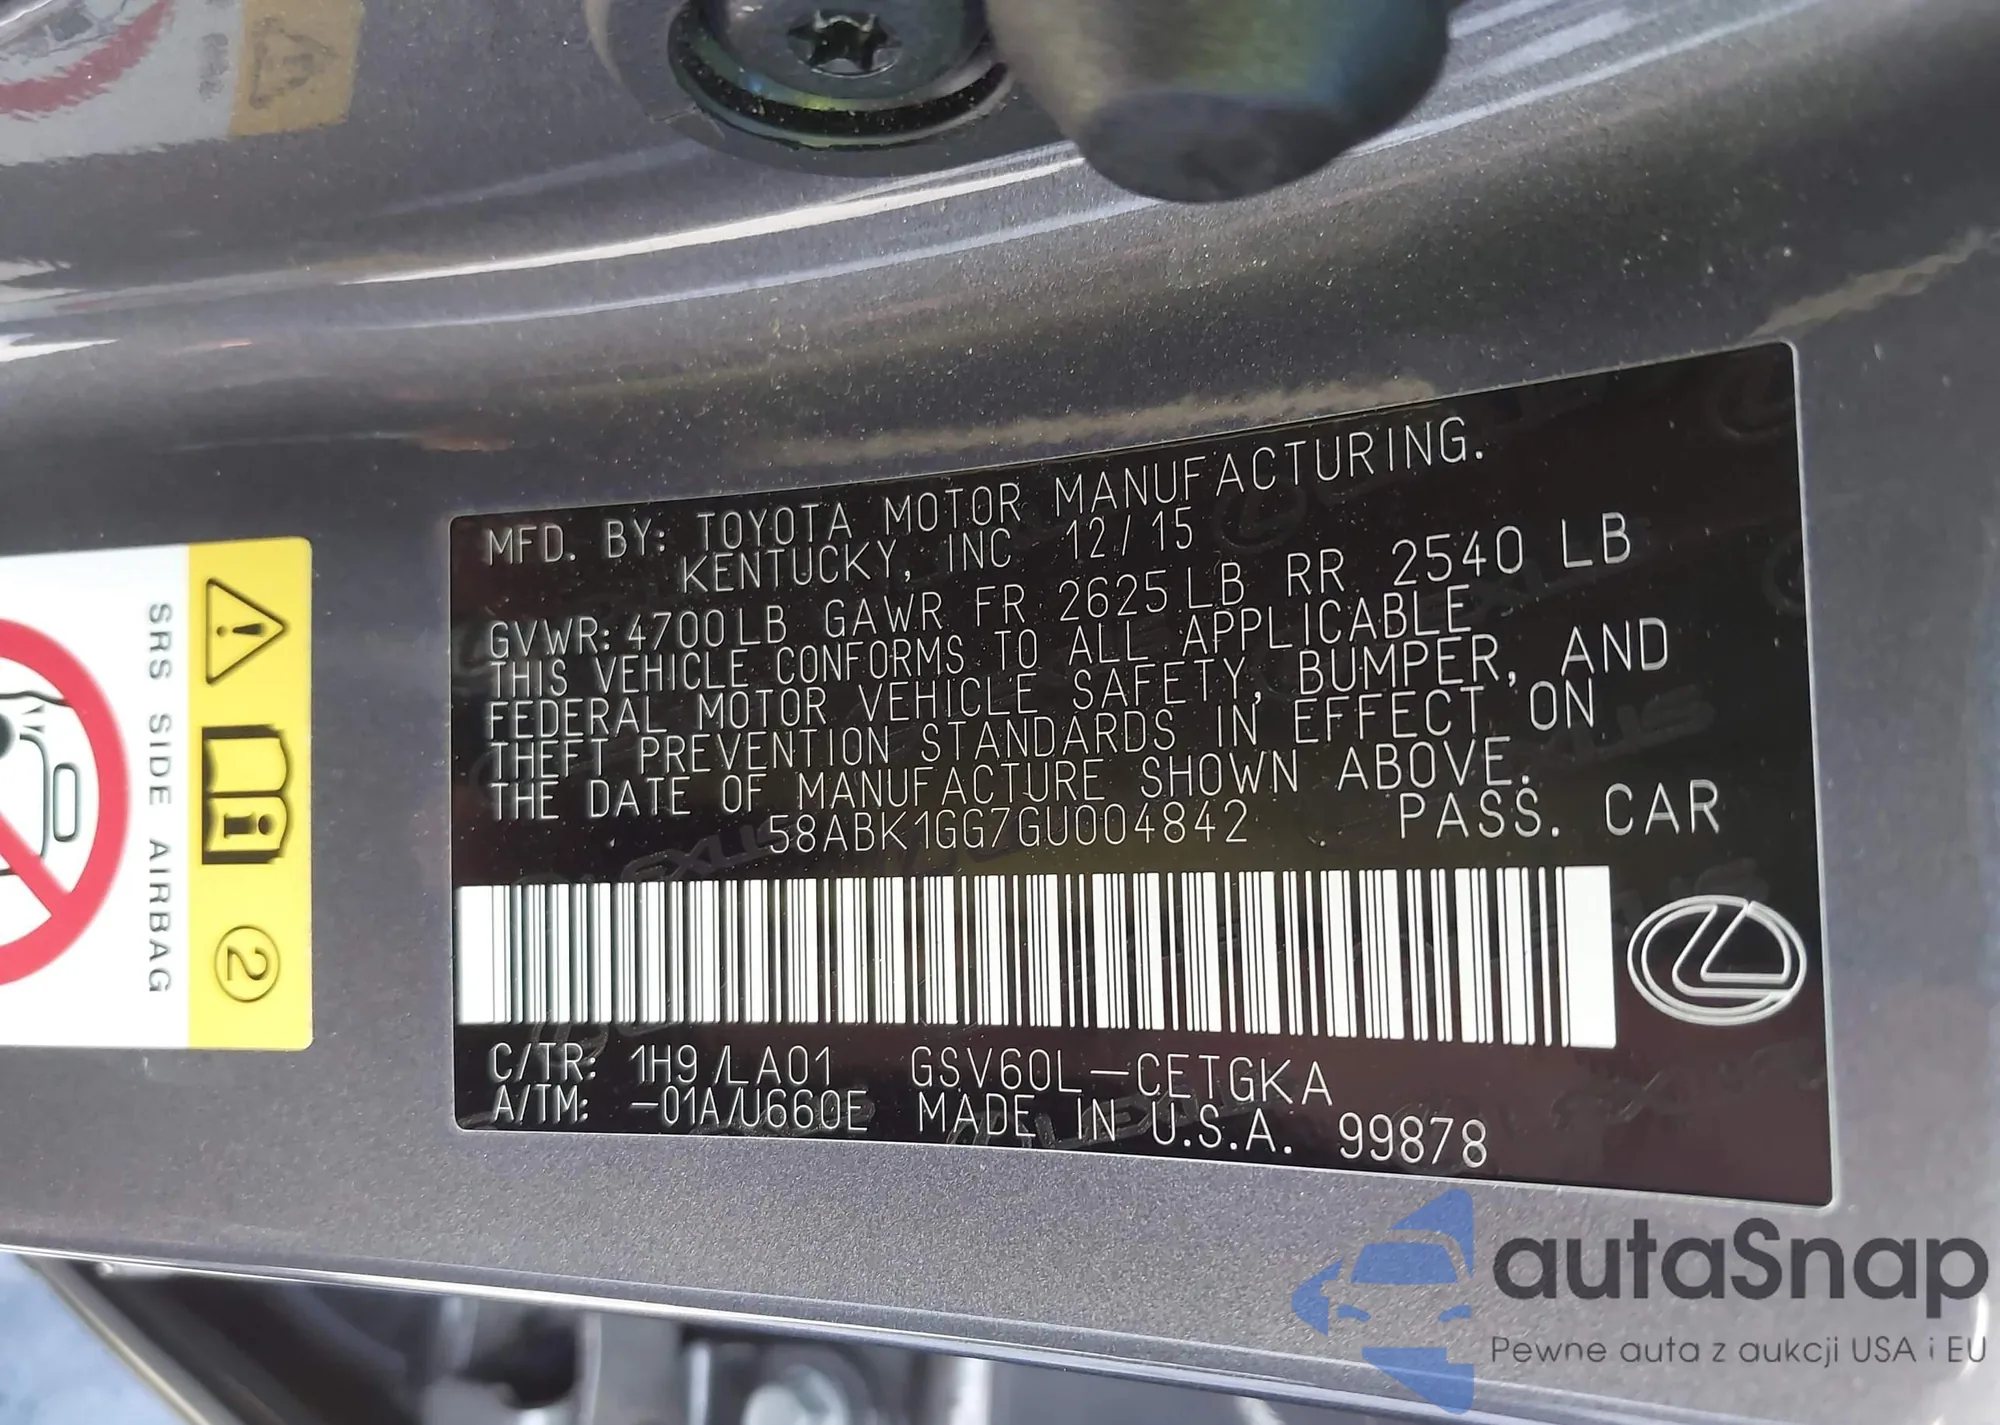 MFD. BY: TOYOTA MOTOR MANUFACTURING.
KENTUCKY, INC 12/15
GVWR: 4700LB GAWR FR 2625LB RR 2540 LB
THIS VEHICLE CONFORMS TO ALL APPLICABLE
FEDERAL MOTOR VEHICLE SAFETY, BUMPER, AND
THEFT PREVENTION STANDARDS IN EFFECT ON
THE DATE OF MANUFACTURE SHOWN ABOVE.
58ABK1GG7GU004842 PASS. CAR
C/TR: 1H9/LA01 GSV60L-CETGKA
A/TM: -01A/U660E MADE IN U.S.A. 99878
SRS SIDE AIRBAG
2
autaSnap
Pewne auta z aukcji USA i EU